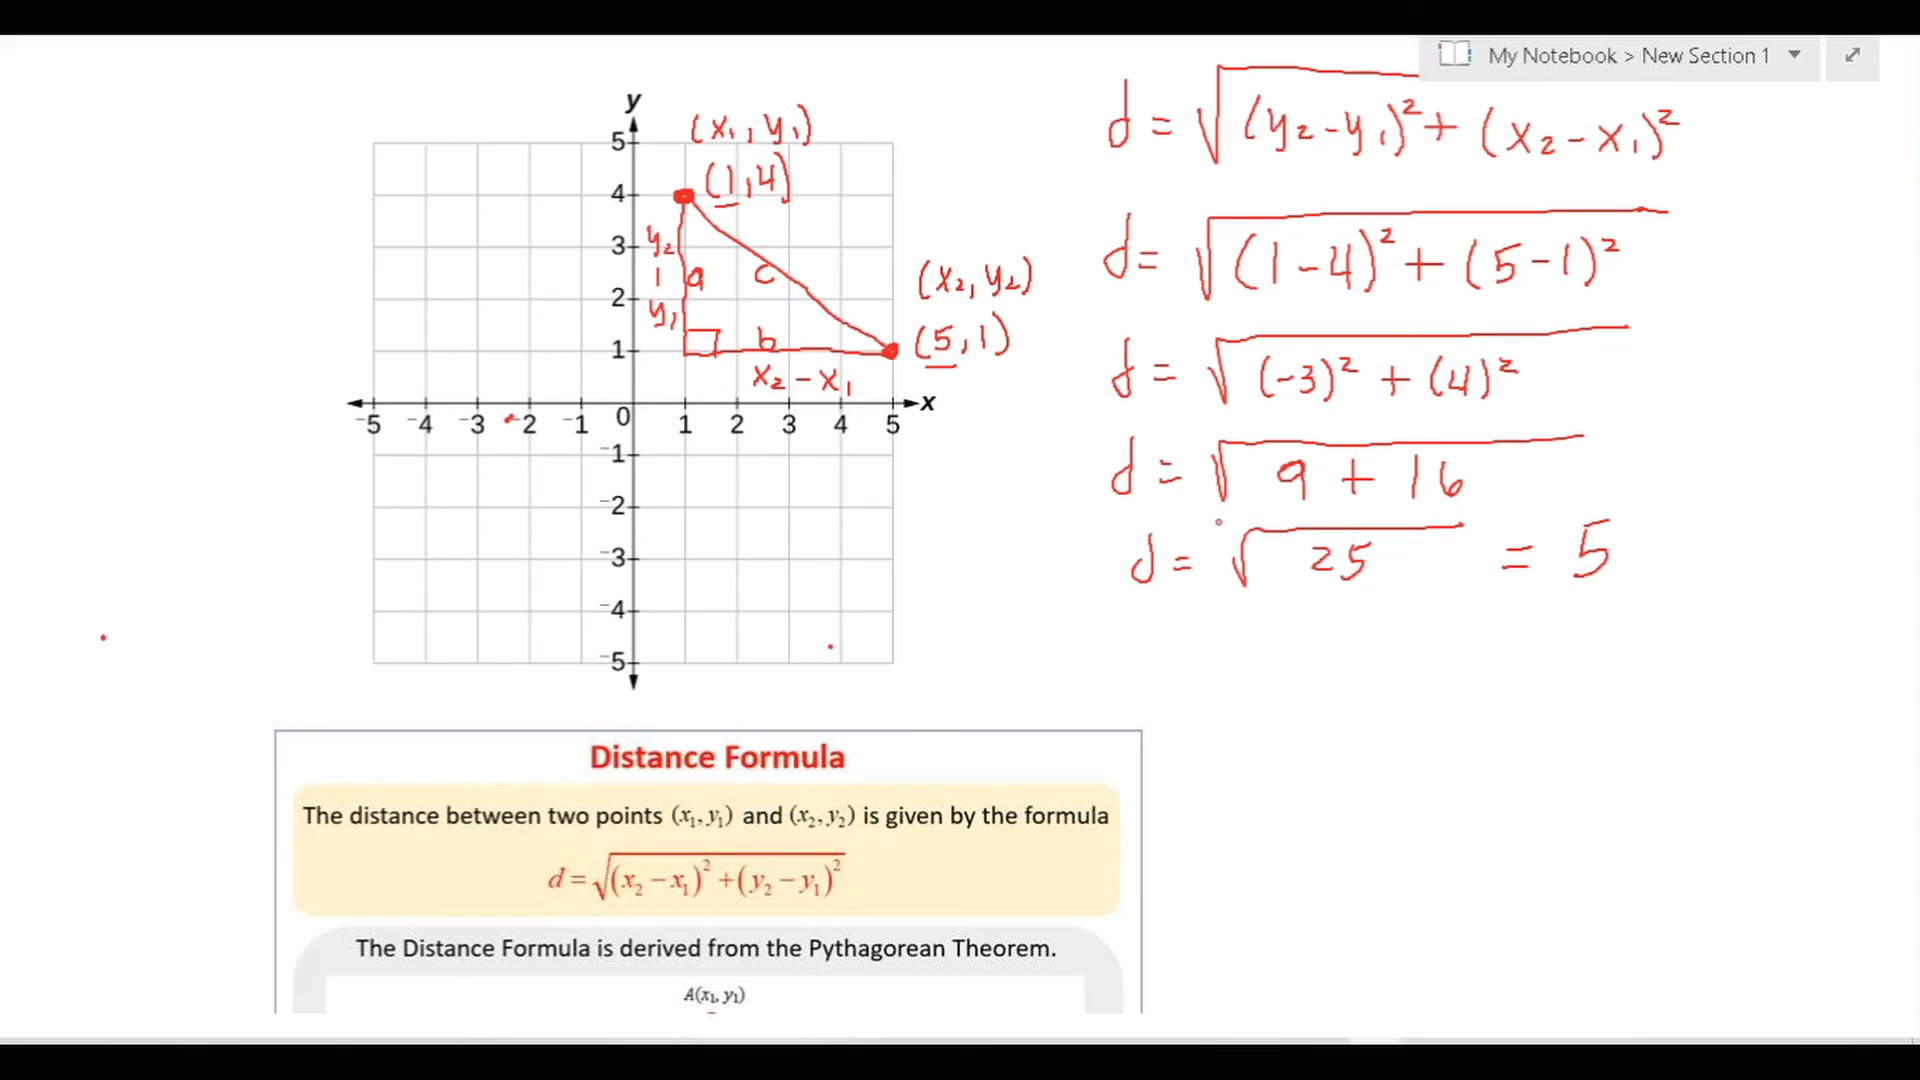 My Notebook > New Section 1
y
(x₁, y₁)
(1,4)
y₂
|
y₁
a
c
b
x₂ - x₁
(x₂, y₂)
(5,1)
5
4
3
2
1
⁻5 ⁻4 ⁻3 ⁻2 ⁻1 0 1 2 3 4 5 x
⁻1
⁻2
⁻3
⁻4
⁻5
d = √(y₂-y₁)² + (x₂-x₁)²
d = √(1-4)² + (5-1)²
d = √(-3)² + (4)²
d = √9 + 16
d = √25 = 5
Distance Formula
The distance between two points (x₁, y₁) and (x₂, y₂) is given by the formula
d = √(x₂ - x₁)² + (y₂ - y₁)²
The Distance Formula is derived from the Pythagorean Theorem.
A(x₁, y₁)